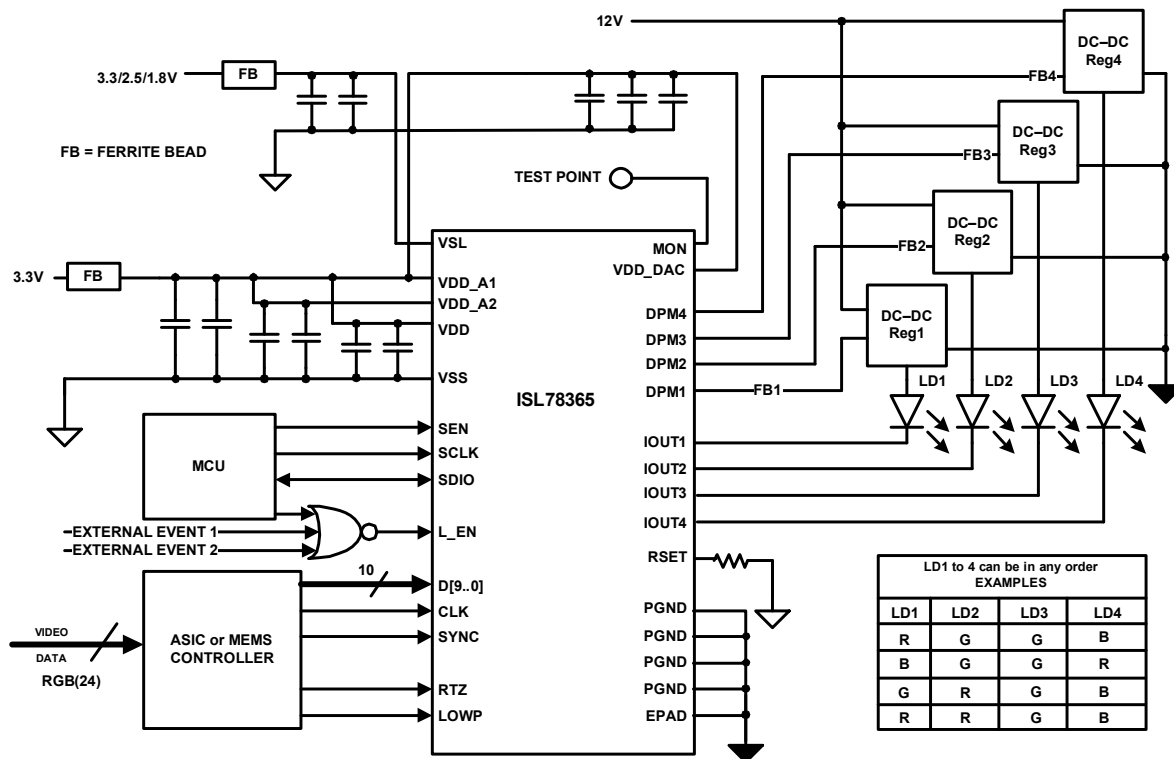 12V
DC–DC
Reg4
3.3/2.5/1.8V
FB
FB4
FB = FERRITE BEAD
DC–DC
Reg3
FB3
TEST POINT
DC–DC
Reg2
FB2
VSL
MON
VDD_DAC
3.3V
FB
VDD_A1
VDD_A2
VDD
VSS
DPM4
DPM3
DPM2
DPM1
DC–DC
Reg1
FB1
LD1
LD2
LD3
LD4
ISL78365
MCU
SEN
SCLK
SDIO
IOUT1
IOUT2
IOUT3
IOUT4
EXTERNAL EVENT 1
EXTERNAL EVENT 2
L_EN
RSET
10
D[9..0]
CLK
SYNC
RTZ
LOWP
VIDEO
DATA
RGB(24)
ASIC or MEMS
CONTROLLER
PGND
PGND
PGND
PGND
EPAD
LD1 to 4 can be in any order
EXAMPLES
LD1 LD2 LD3 LD4
R G G B
B G G R
G R G B
R R G B